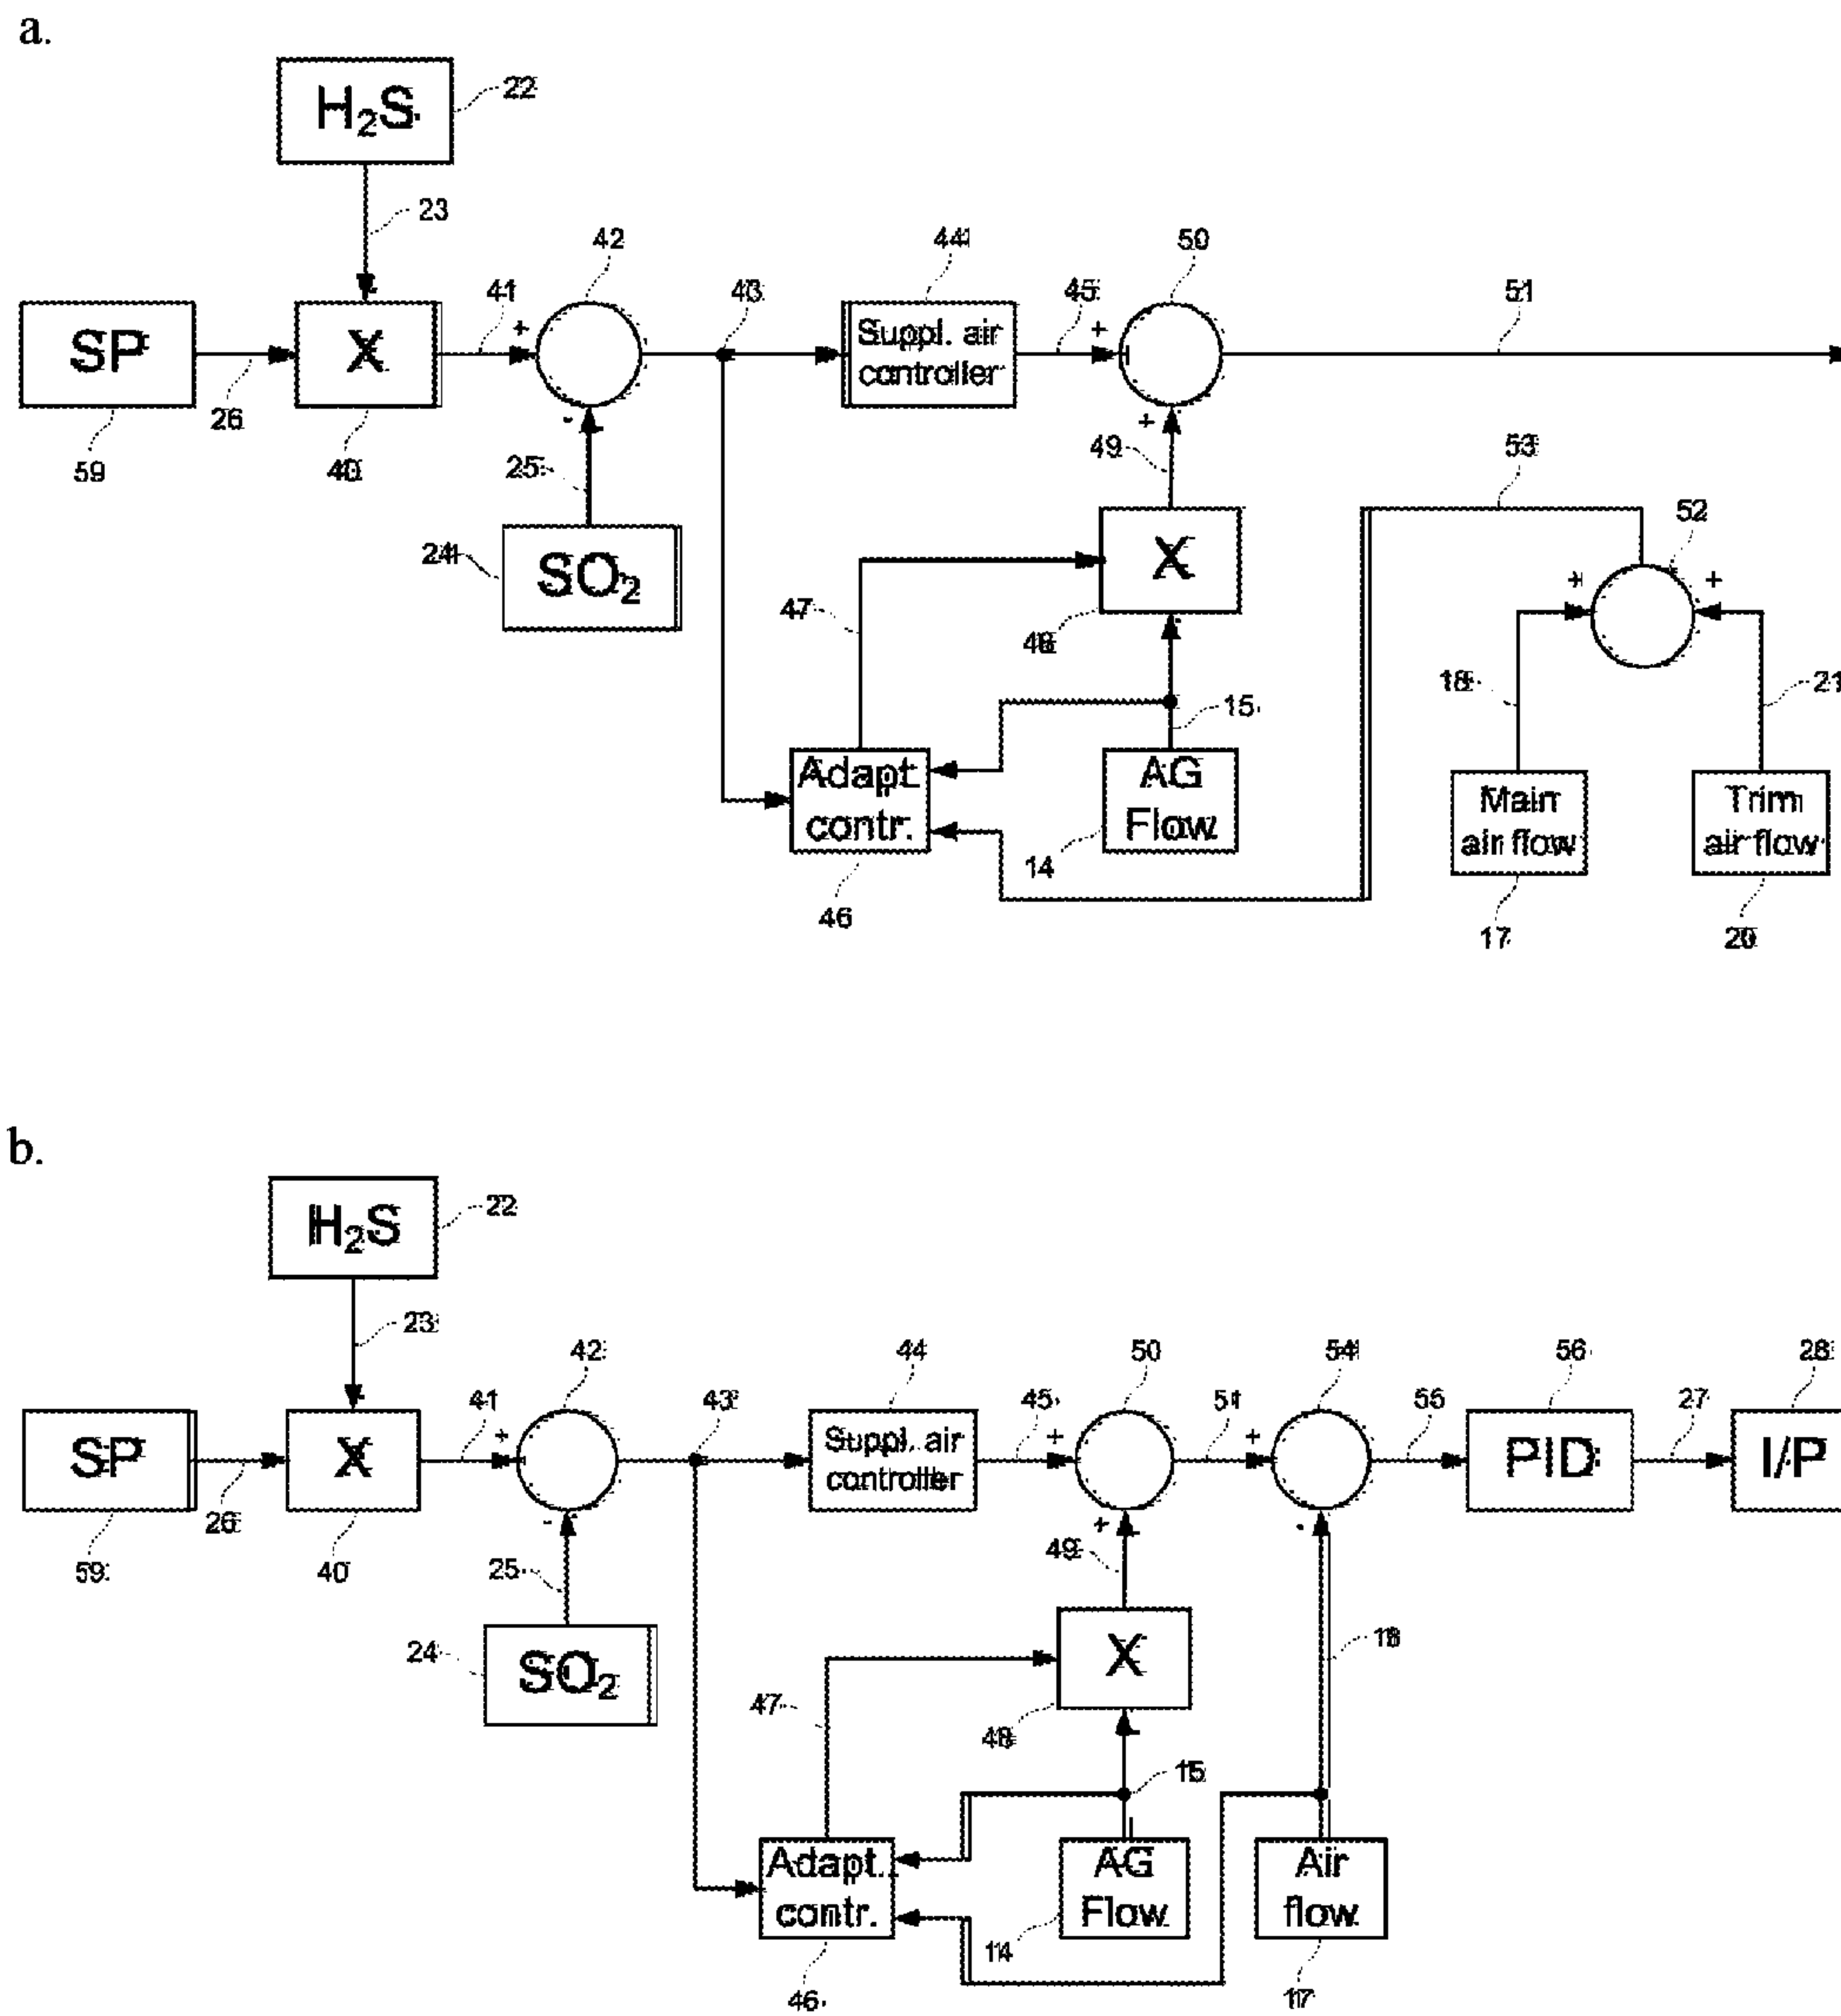 a.
H₂S
22
23
42
44
50
41
43
45
51
SP
X
+
Suppl. air
controller
+
26
-
+
59
40
25
49
53
52
24
SO₂
X
+
+
47
48
18
15
21
Adapt.
contr.
AG
Flow
Main
air flow
Trim
air flow
14
46
17
20
b.
H₂S
22
23
42
44
50
54
56
28
41
43
45
51
55
27
SP
X
+
Suppl. air
controller
+
+
PID
I/P
26
-
+
-
59
40
25
49
24
SO₂
X
18
47
48
15
Adapt.
contr.
AG
Flow
Air
flow
14
46
17